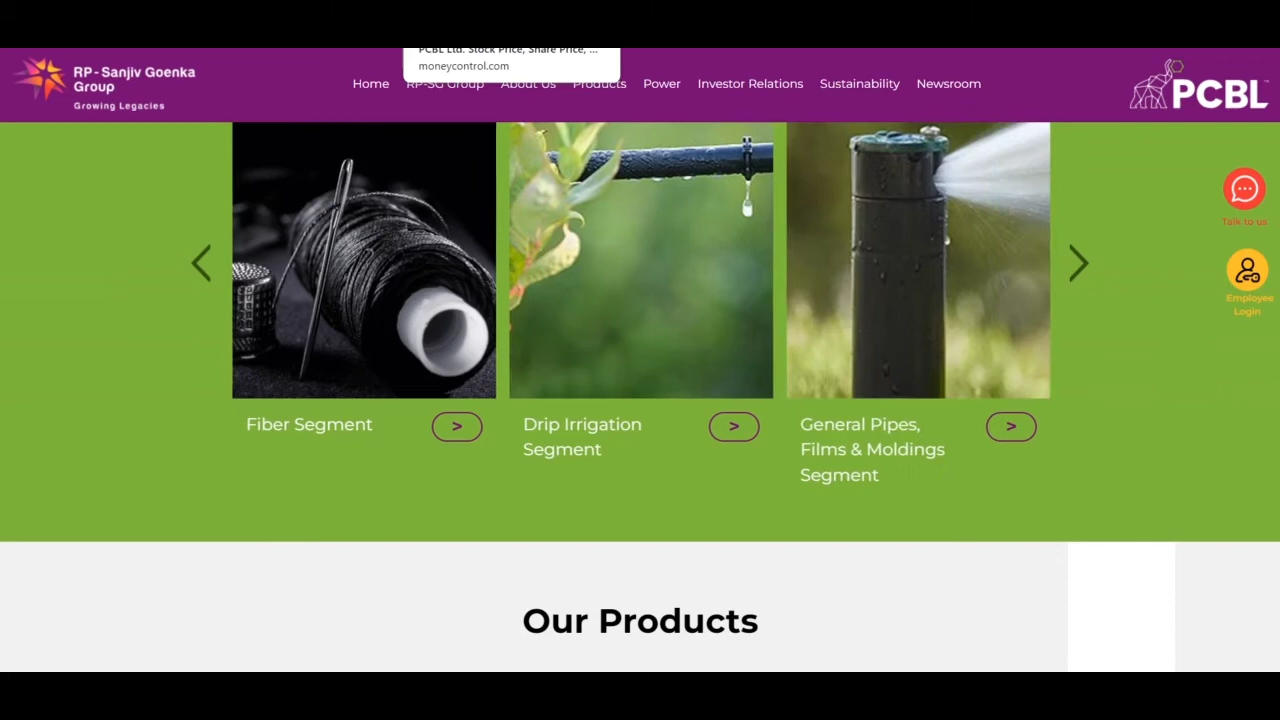 PCBL Ltd. Stock Price, Share Price, ...
moneycontrol.com
RP-Sanjiv Goenka
Group
Growing Legacies
Home RP-SG Group About Us Products Power Investor Relations Sustainability Newsroom
PCBL
Talk to us
Employee
Login
Fiber Segment >
Drip Irrigation
Segment
>
General Pipes,
Films & Moldings
Segment
>
Our Products